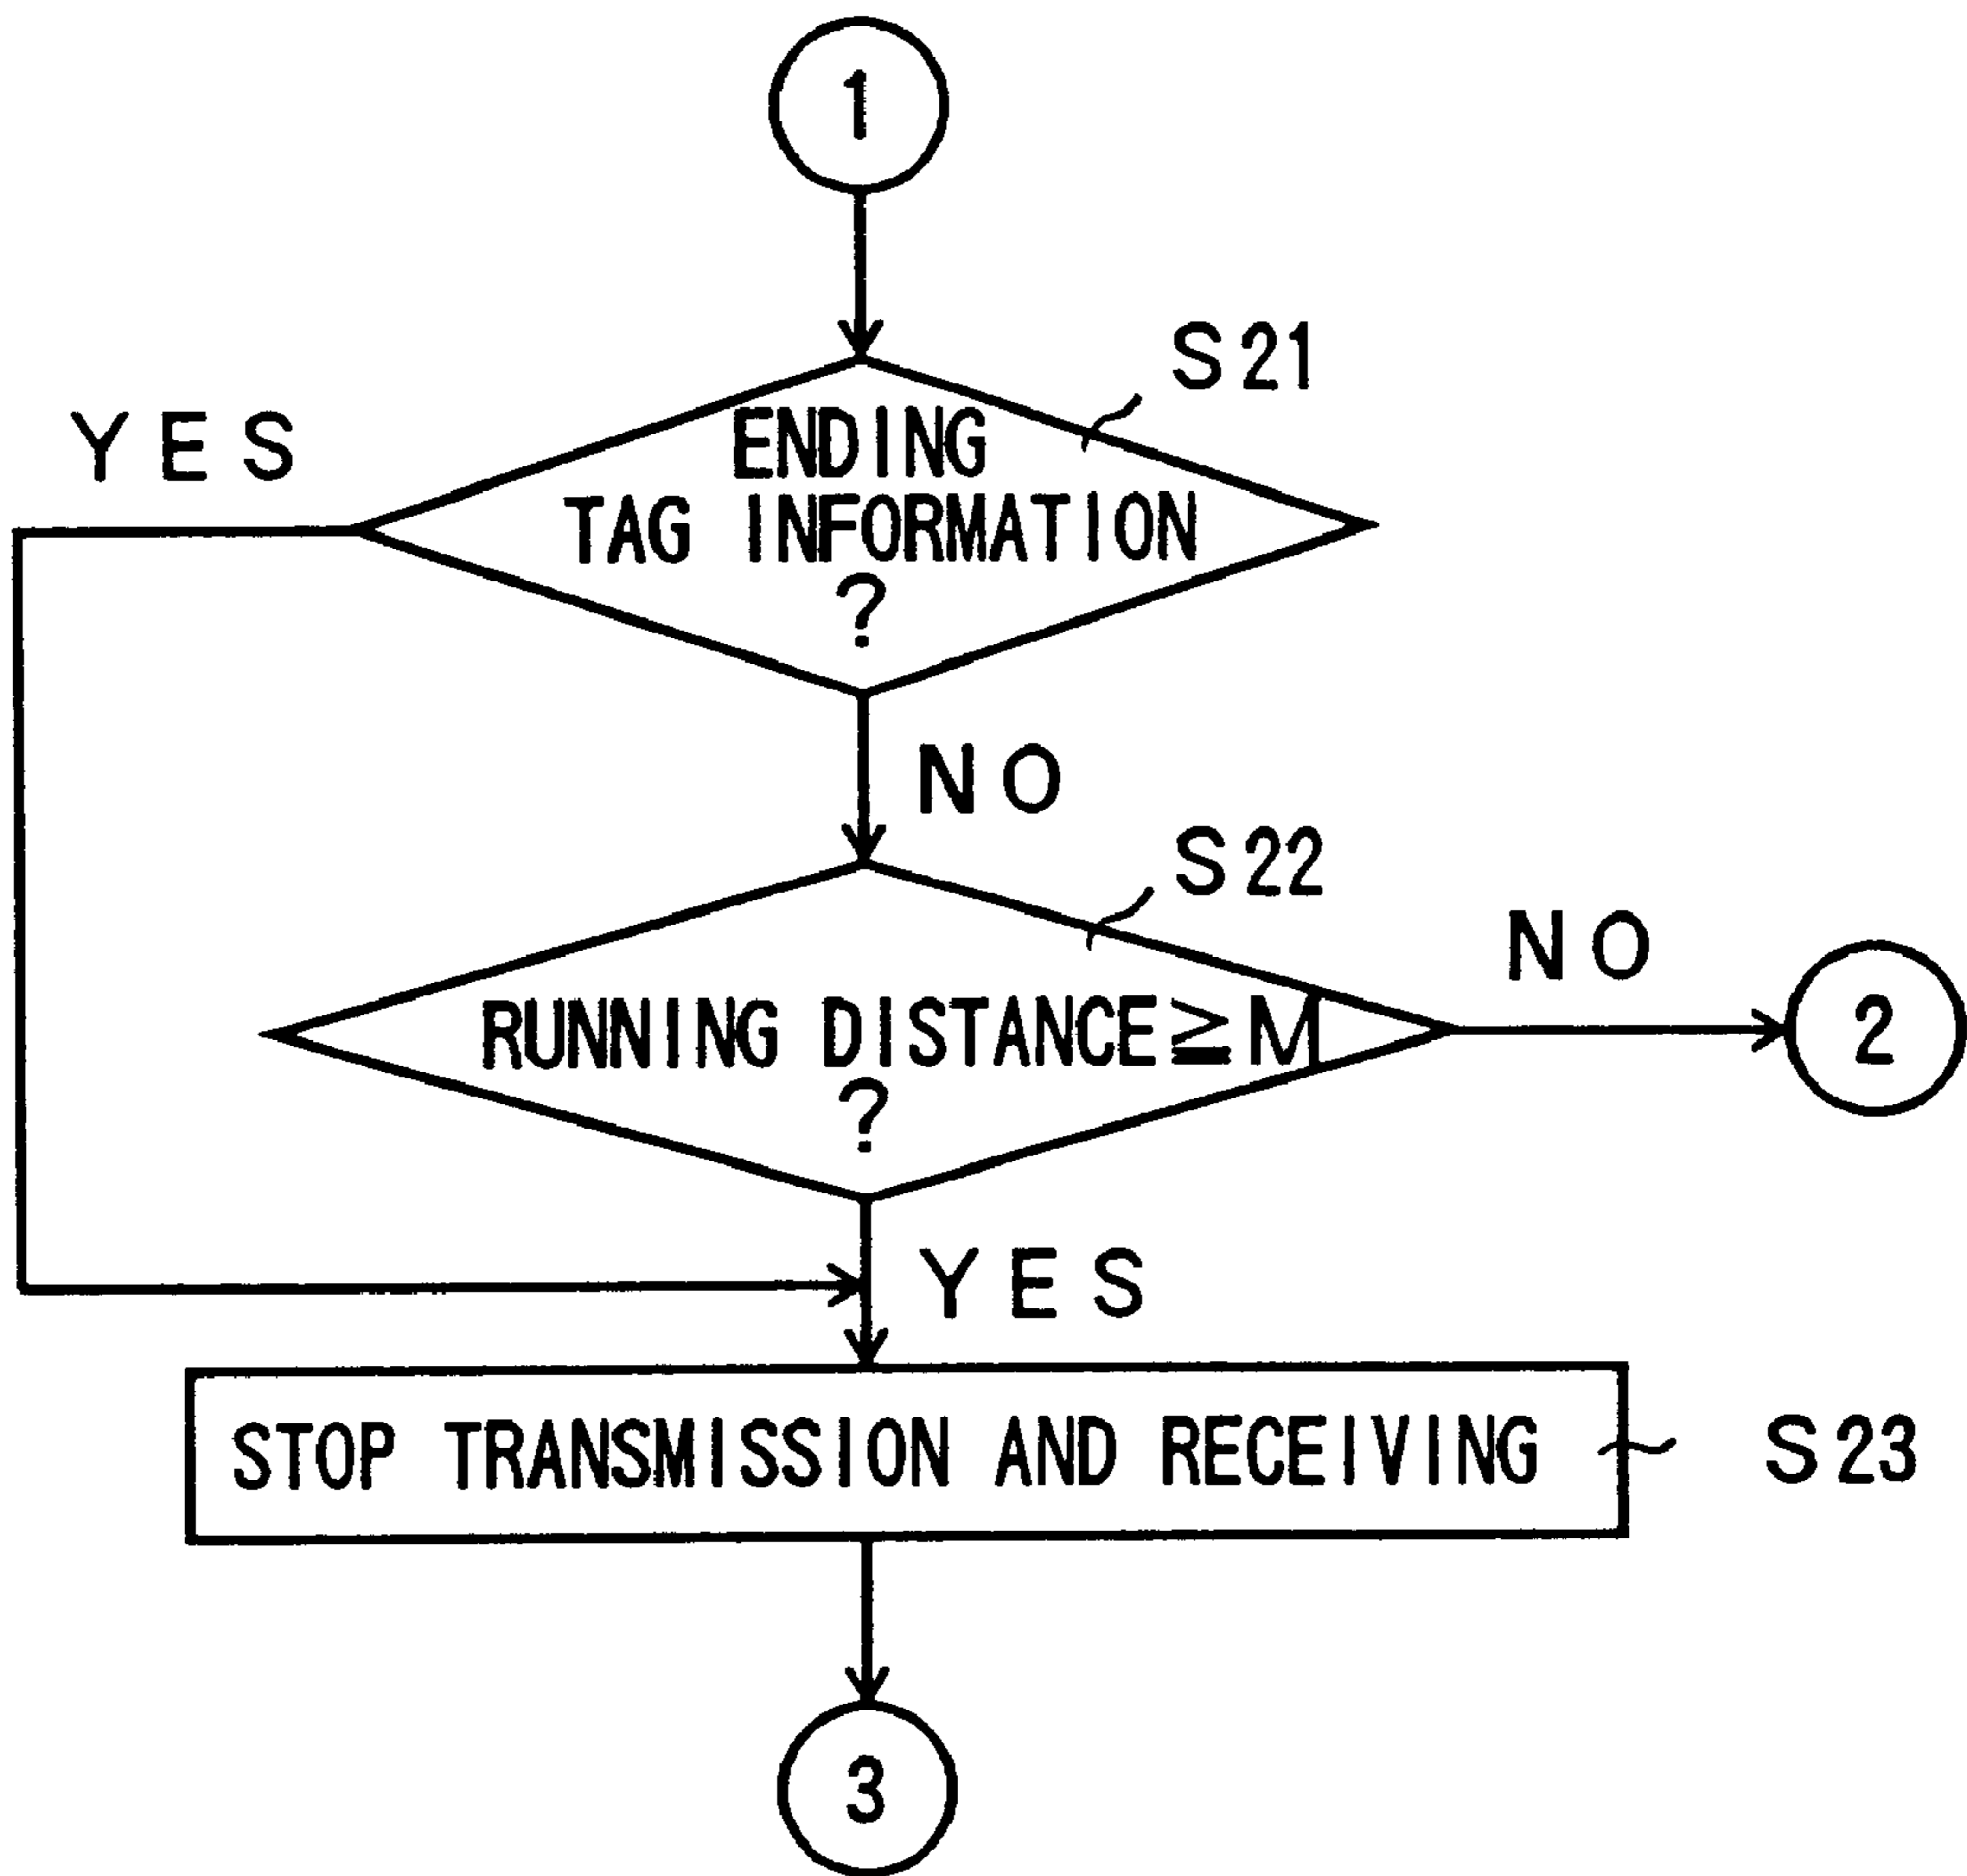 1
S21
YES
ENDING
TAG INFORMATION
?
NO
S22
NO
RUNNING DISTANCE≧M
?
2
YES
STOP TRANSMISSION AND RECEIVING
S23
3